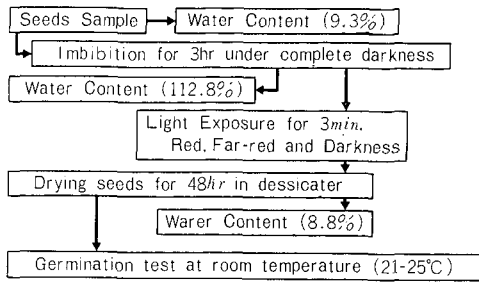 Seeds Sample
Water Content (9.3%)
Imbibition for 3hr under complete darkness
Water Content (112.8%)
Light Exposure for 3min.
Red, Far-red and Darkness
Drying seeds for 48hr in dessicater
Warer Content (8.8%)
Germination test at room temperature (21-25°C)